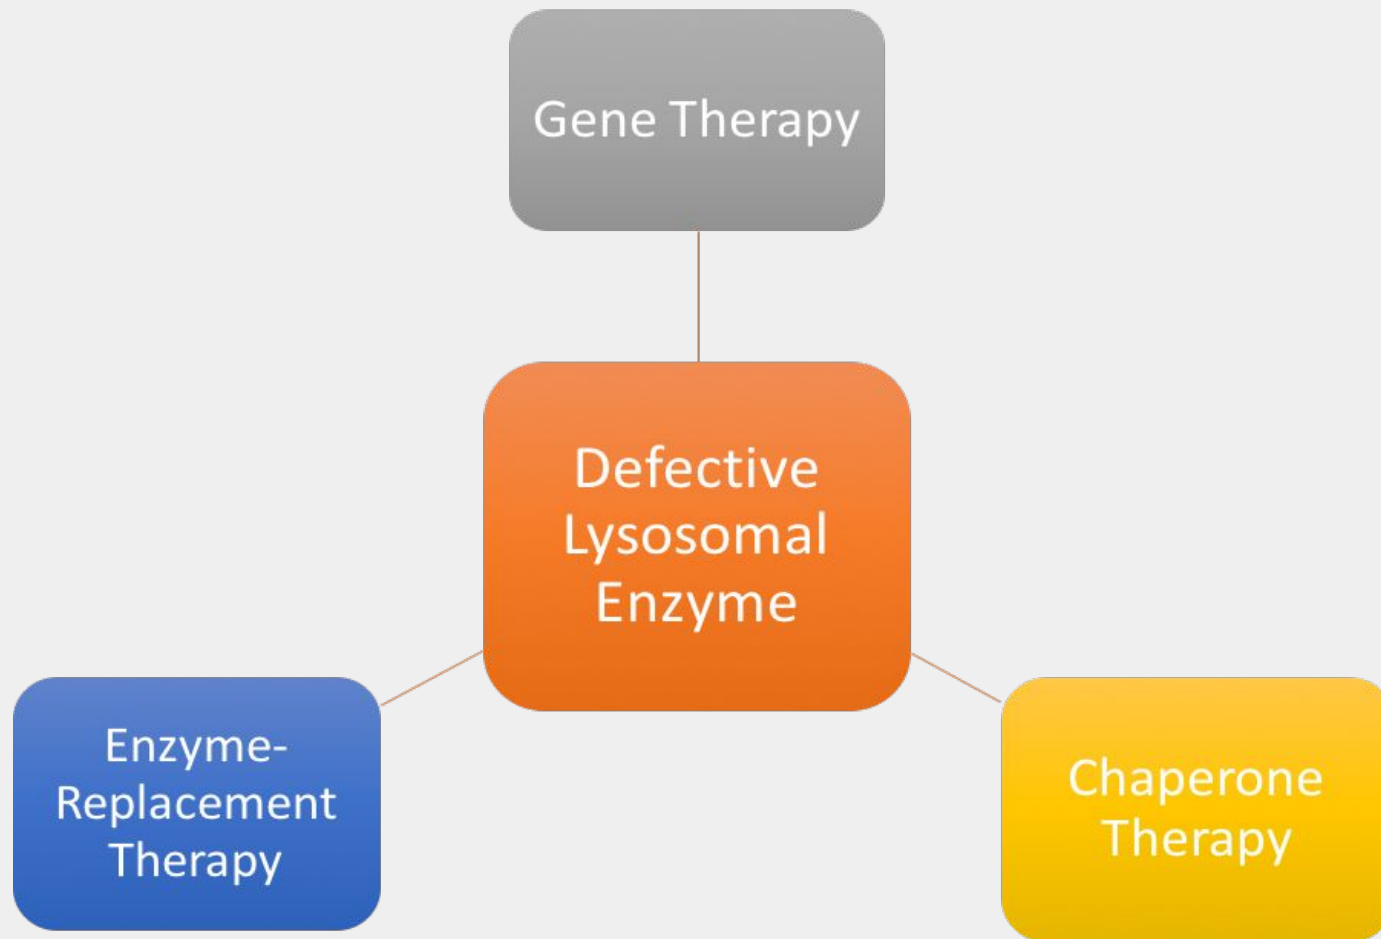 Gene Therapy
Defective
Lysosomal
Enzyme
Enzyme-
Replacement
Therapy
Chaperone
Therapy